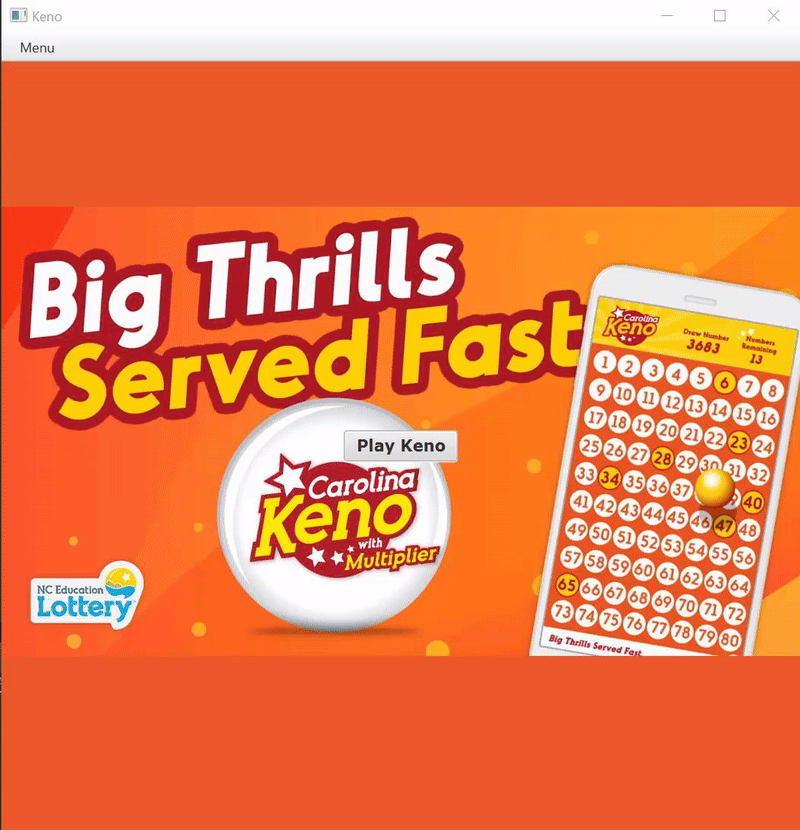 Keno
Menu
Big Thrills
Served Fast
Play Keno
Carolina
Keno
with
Multiplier
NC Education
Lottery
Carolina
Keno
Draw Number
3683
Numbers
Remaining
13
1 2 3 4 5 6 7 8
9 10 11 12 13 14 15 16
17 18 19 20 21 22 23 24
25 26 27 28 29 30 31 32
33 34 35 36 37 40
41 42 43 44 45 46 47 48
49 50 51 52 53 54 55 56
57 58 59 60 61 62 63 64
65 66 67 68 69 70 71 72
73 74 75 76 77 78 79 80
Big Thrills Served Fast